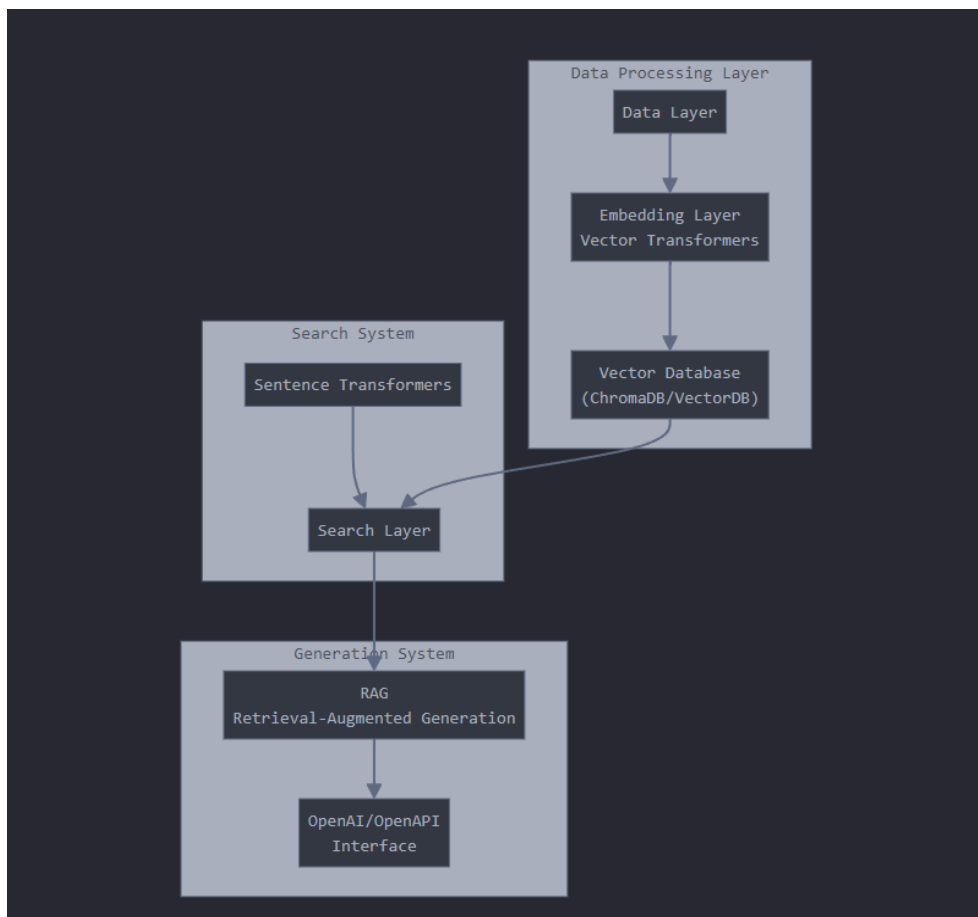 Data Processing Layer
Data Layer
Embedding Layer
Vector Transformers
Vector Database
(ChromaDB/VectorDB)
Search System
Sentence Transformers
Search Layer
Generation System
RAG
Retrieval-Augmented Generation
OpenAI/OpenAPI
Interface